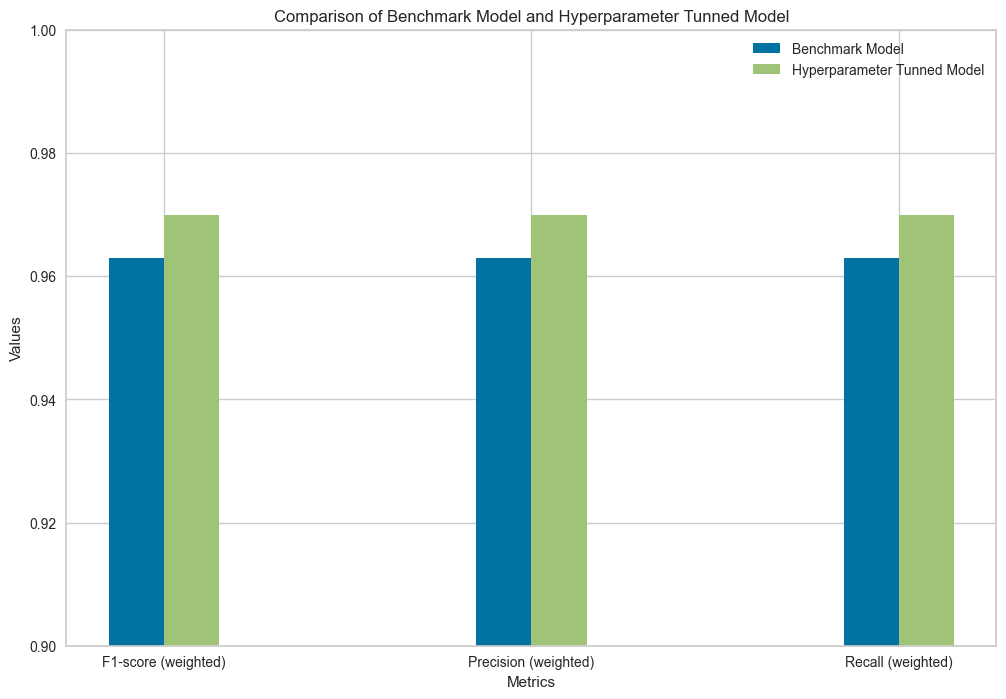 Comparison of Benchmark Model and Hyperparameter Tunned Model
1.00
0.98
0.96
0.94
0.92
0.90
Values
Benchmark Model
Hyperparameter Tunned Model
F1-score (weighted)
Precision (weighted)
Recall (weighted)
Metrics